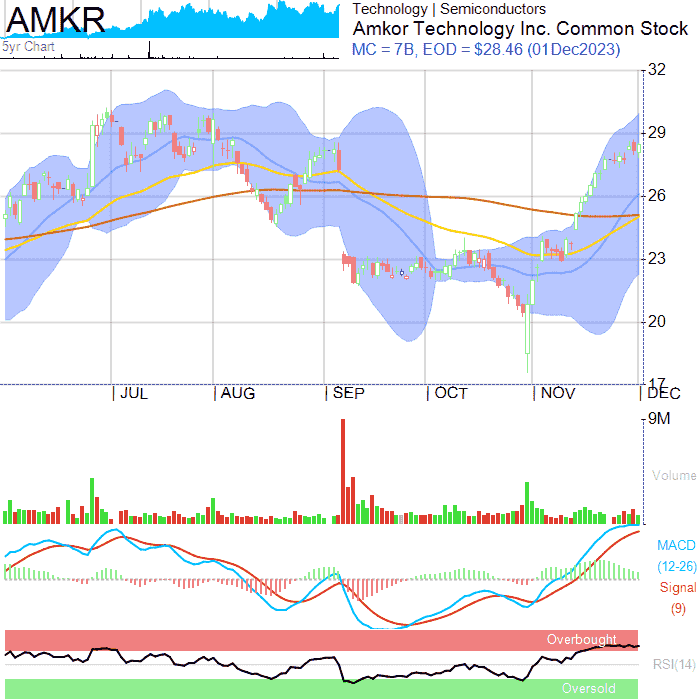 AMKR
5yr Chart
Technology | Semiconductors
Amkor Technology Inc. Common Stock
MC = 7B, EOD = $28.46 (01Dec2023)
32
29
26
23
20
17
| JUL | AUG | SEP | OCT | NOV | DEC
9M
Volume
MACD
(12-26)
Signal
(9)
Overbought
RSI(14)
Oversold